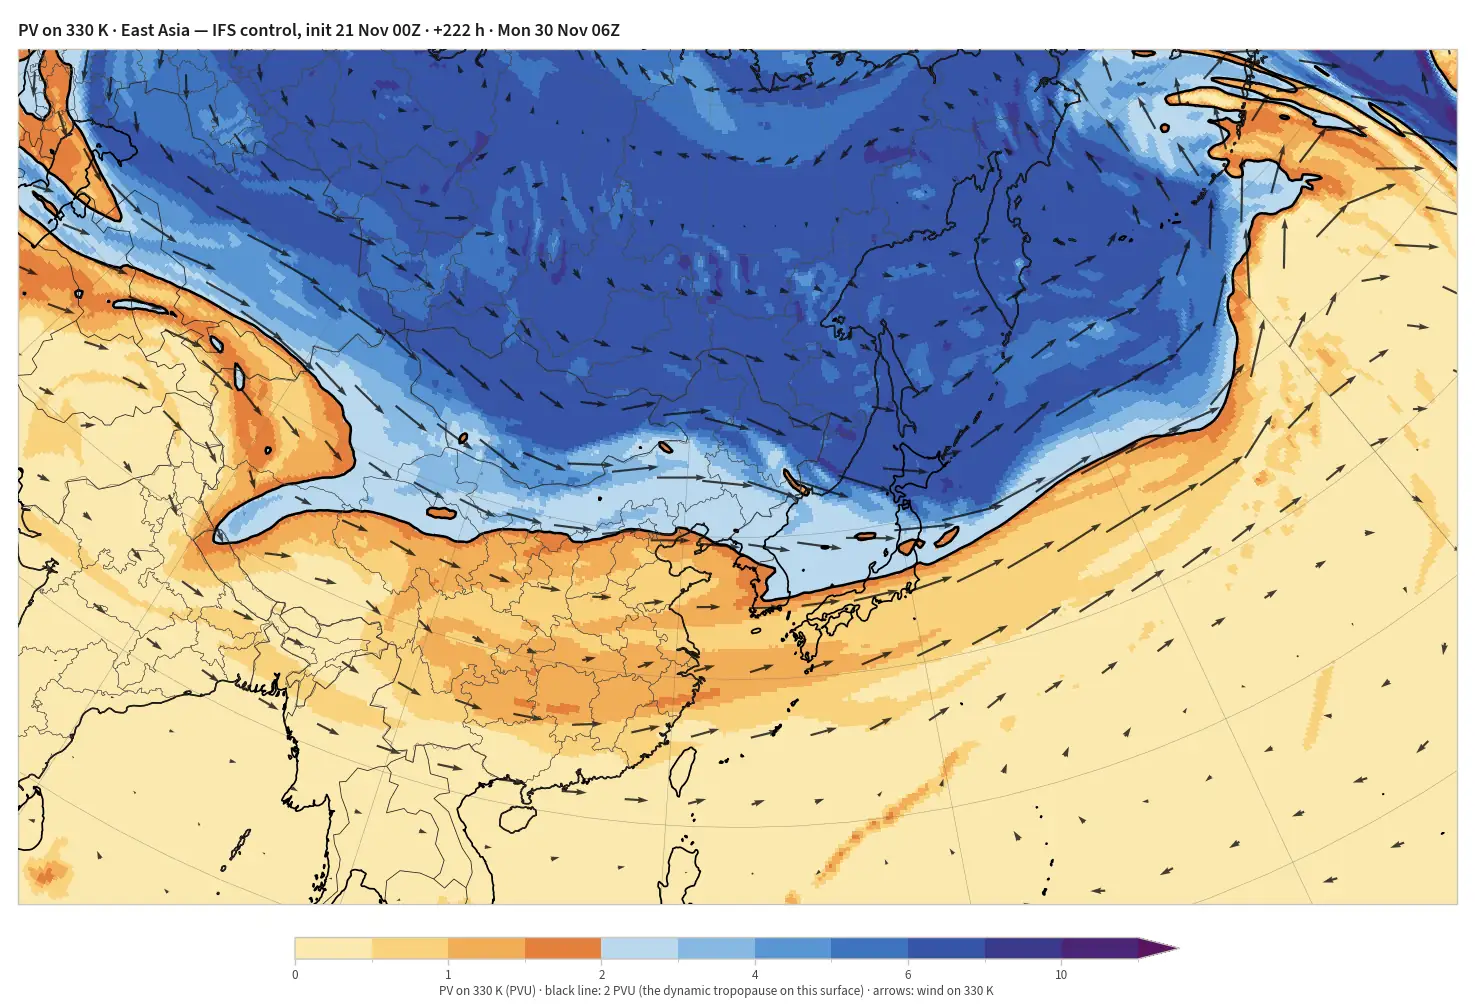 PV on 330 K · East Asia — IFS control, init 21 Nov 00Z · +222 h · Mon 30 Nov 06Z
0 1 2 4 6 10
PV on 330 K (PVU) · black line: 2 PVU (the dynamic tropopause on this surface) · arrows: wind on 330 K